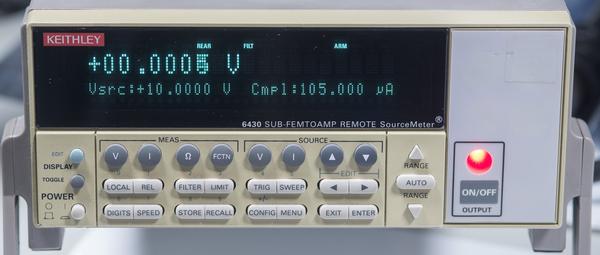 KEITHLEY
REAR FILT ARM
+00.000 V
Vsrc:+10.0000 V Cmpl:105.000 µA
6430 SUB-FEMTOAMP REMOTE SourceMeter®
MEAS SOURCE
EDIT
DISPLAY
TOGGLE
POWER
V I Ω FCTN V I ▲ ▼
EDIT
LOCAL REL FILTER LIMIT TRIG SWEEP ◄ ►
+/-
DIGITS SPEED STORE RECALL CONFIG MENU EXIT ENTER
RANGE
AUTO
RANGE
ON/OFF
OUTPUT